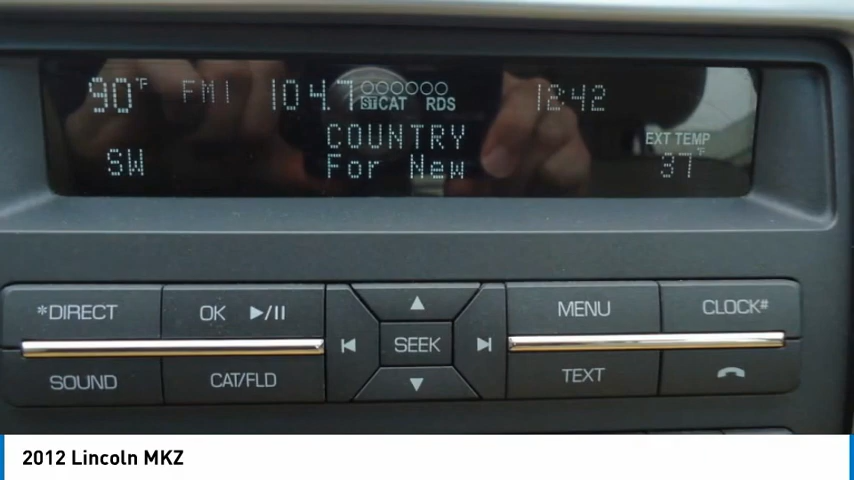 90°F FM1 104.7 ST CAT RDS 12:42
COUNTRY
EXT TEMP
SW For New 37°F
*DIRECT OK ▶/II MENU CLOCK#
SEEK
SOUND CAT/FLD TEXT
2012 Lincoln MKZ